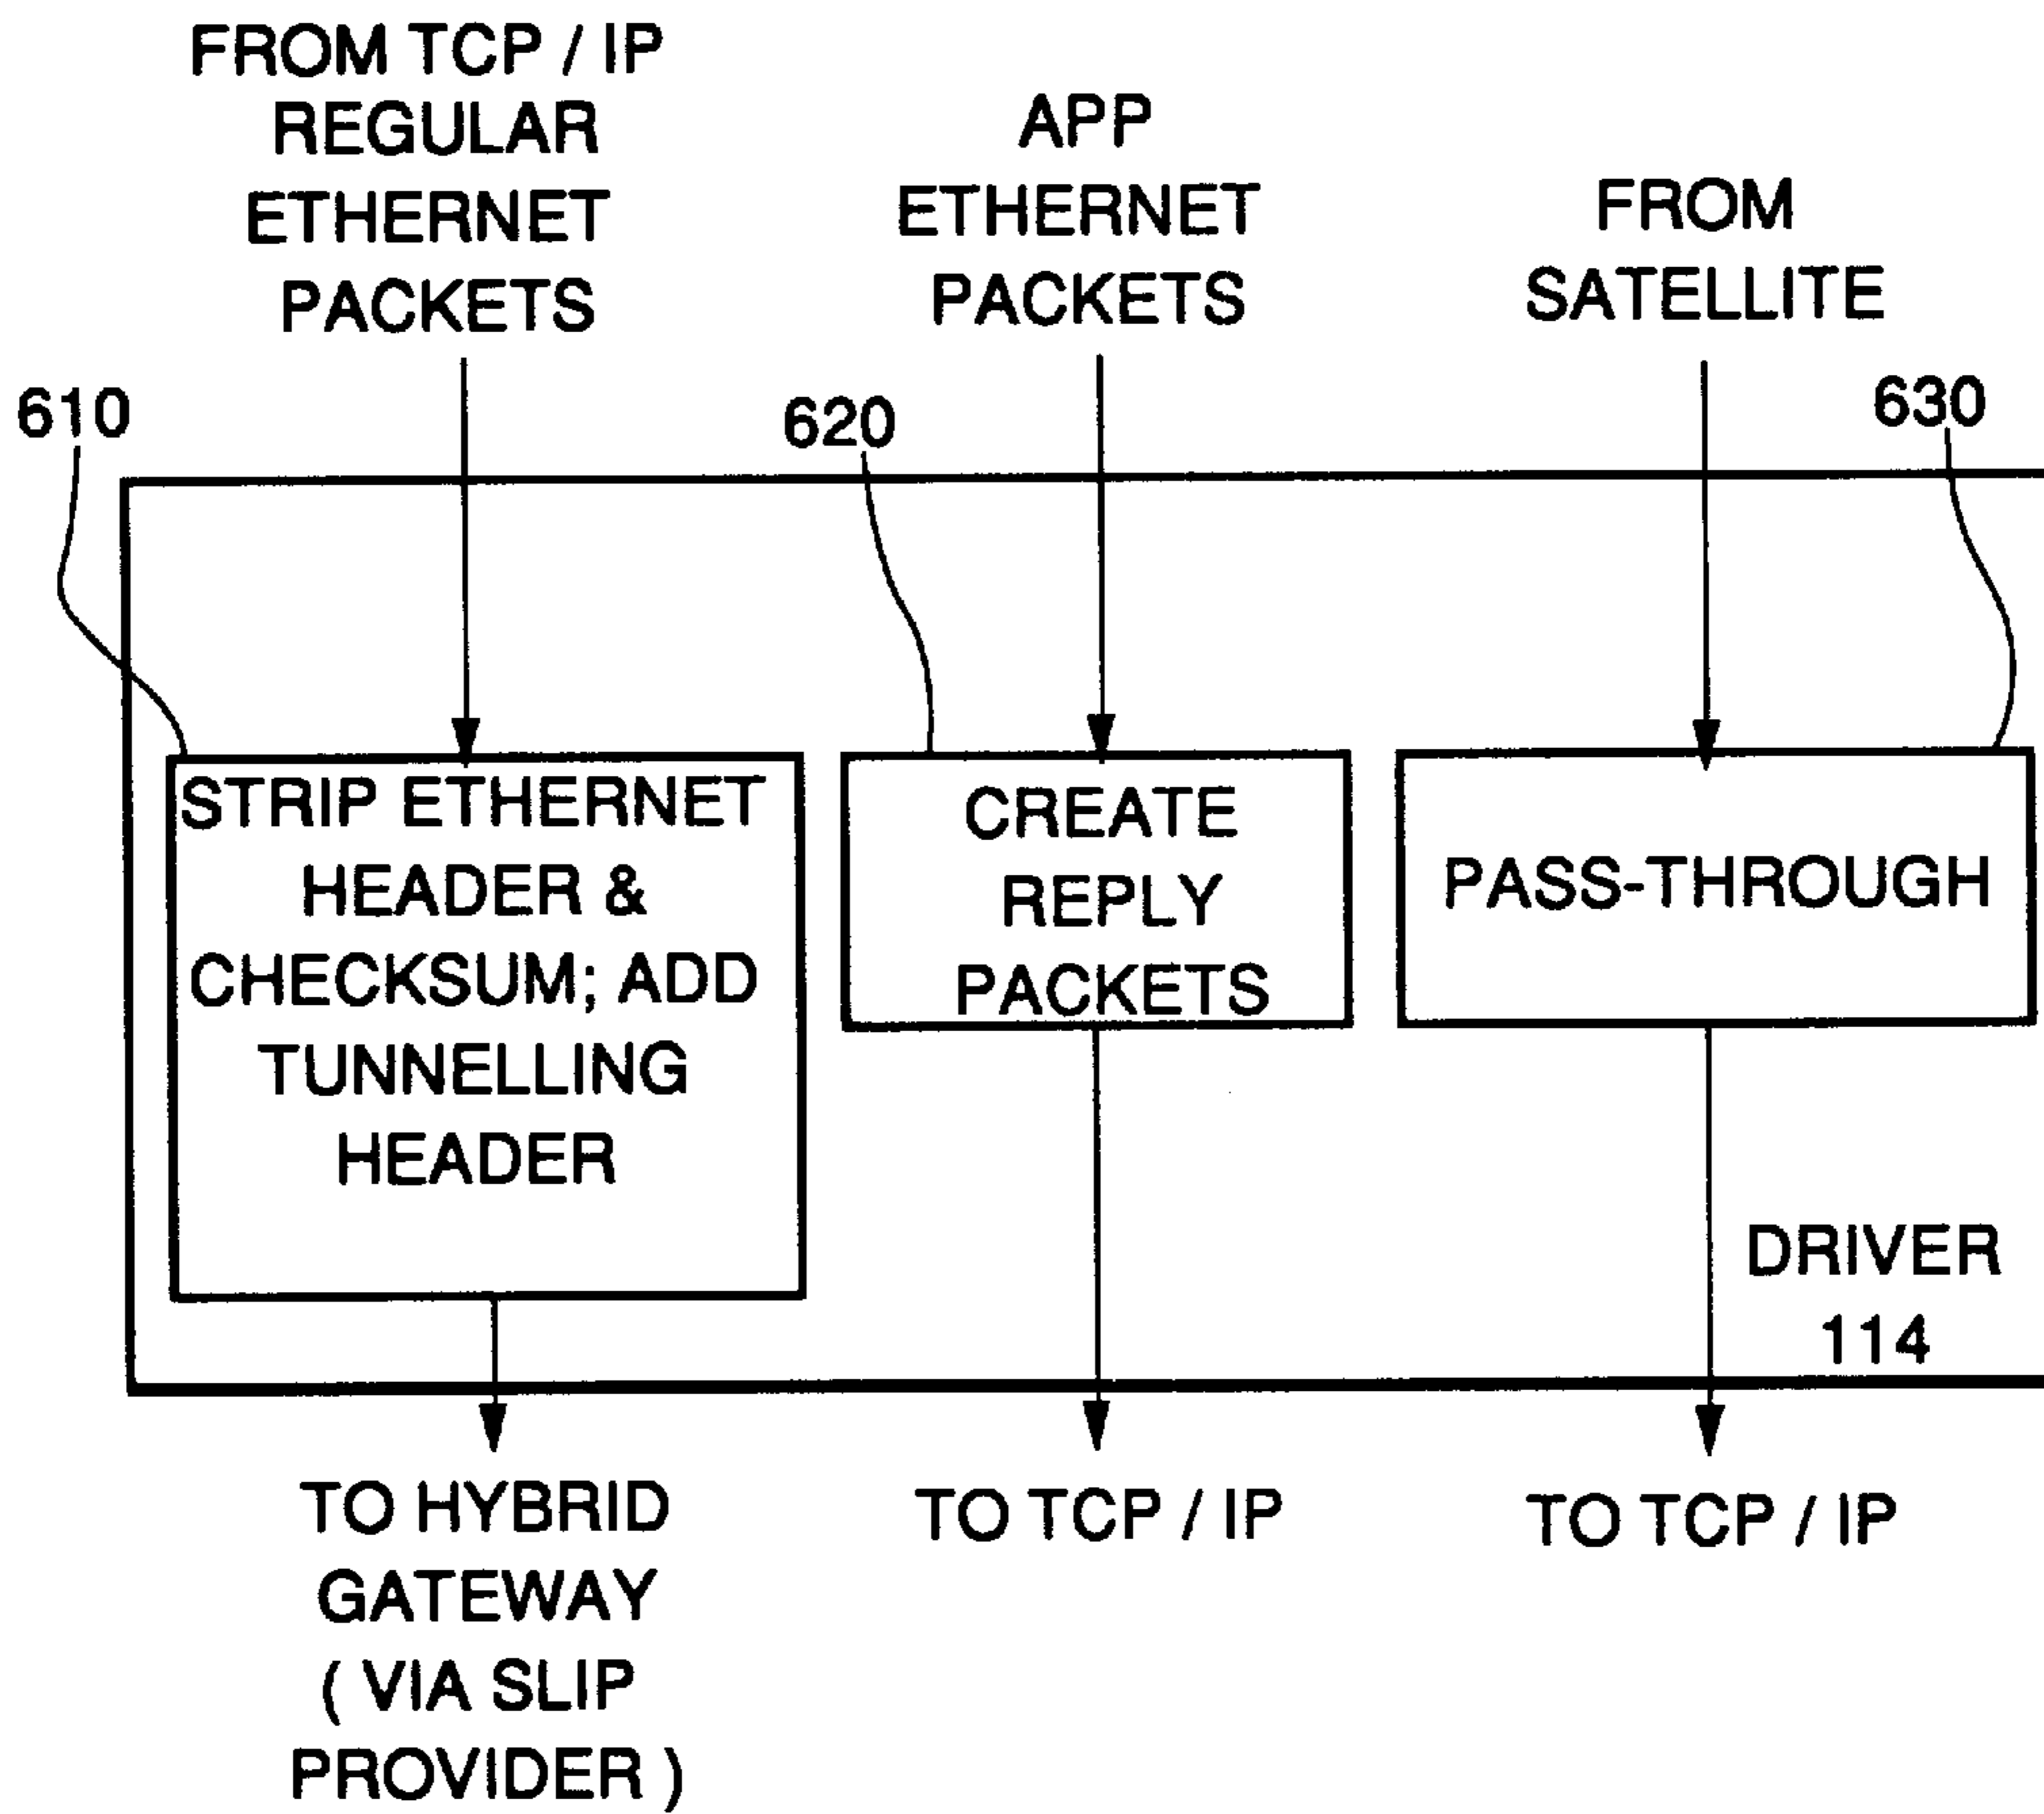 FROM TCP / IP
REGULAR
ETHERNET
PACKETS
APP
ETHERNET
PACKETS
FROM
SATELLITE
610
620
630
STRIP ETHERNET
HEADER &
CHECKSUM; ADD
TUNNELLING
HEADER
CREATE
REPLY
PACKETS
PASS-THROUGH
DRIVER
114
TO HYBRID
GATEWAY
( VIA SLIP
PROVIDER )
TO TCP / IP
TO TCP / IP